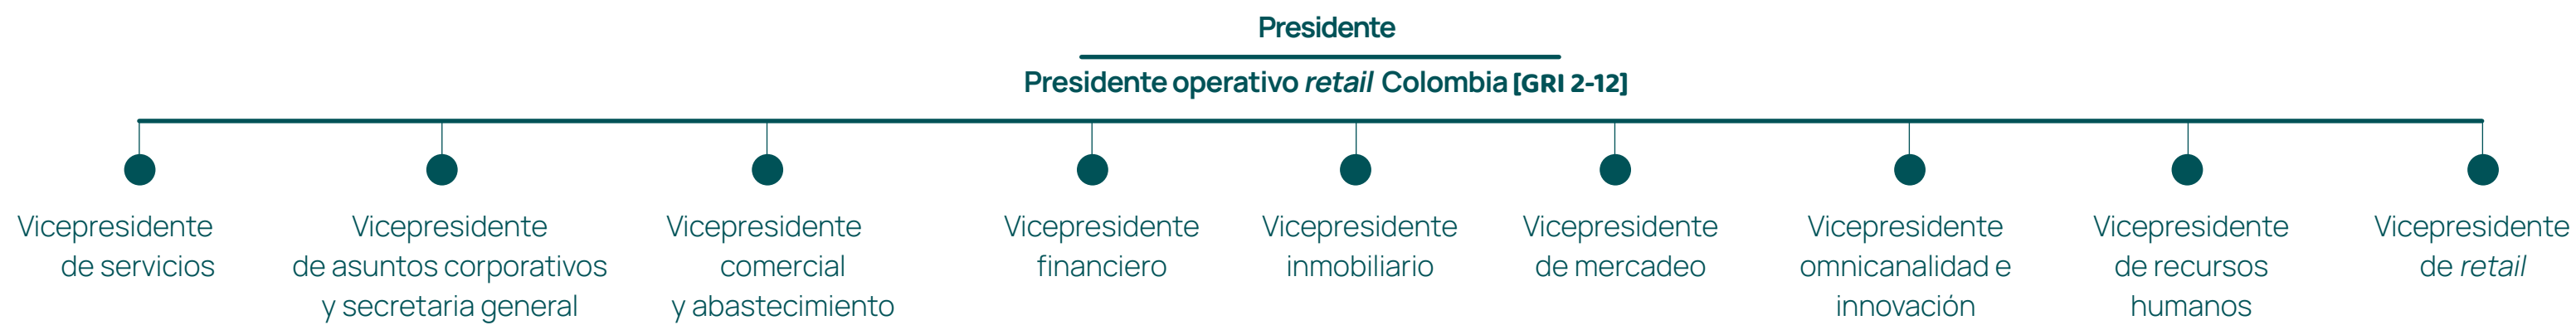 Presidente
Presidente operativo retail Colombia [GRI 2-12]
Vicepresidente
de servicios
Vicepresidente
de asuntos corporativos
y secretaria general
Vicepresidente
comercial
y abastecimiento
Vicepresidente
financiero
Vicepresidente
inmobiliario
Vicepresidente
de mercadeo
Vicepresidente
omnicanalidad e
innovación
Vicepresidente
de recursos
humanos
Vicepresidente
de retail